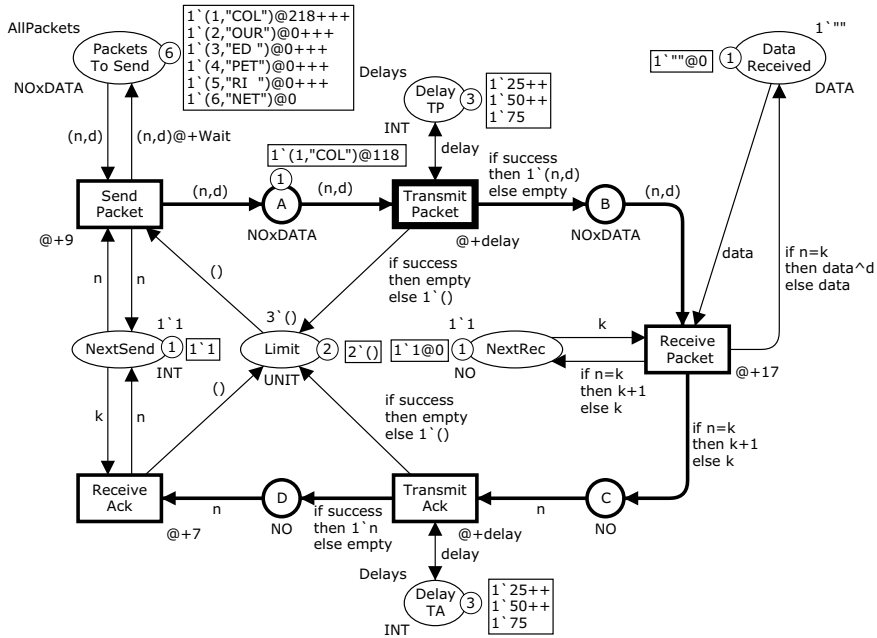 AllPackets
Packets
To Send
6
NOxDATA
1`(1,"COL")@218+++
1`(2,"OUR")@0+++
1`(3,"ED ")@0+++
1`(4,"PET")@0+++
1`(5,"RI  ")@0+++
1`(6,"NET")@0
Delays
Delay
TP
3
INT
1`25++
1`50++
1`75
1`""
1`""@0
1
Data
Received
DATA
(n,d)
(n,d)@+Wait
1`(1,"COL")@118
1
delay
if success
then 1`(n,d)
else empty
Send
Packet
@+9
(n,d)
A
NOxDATA
(n,d)
Transmit
Packet
@+delay
B
NOxDATA
(n,d)
data
if n=k
then data^d
else data
n
n
()
if success
then empty
else 1`()
1`1
NextSend
1
1`1
INT
3`()
Limit
2
2`()
UNIT
1`1
1`1@0
1
NextRec
NO
k
if n=k
then k+1
else k
Receive
Packet
@+17
k
n
()
if success
then empty
else 1`()
if n=k
then k+1
else k
Receive
Ack
@+7
n
D
NO
if success
then 1`n
else empty
Transmit
Ack
@+delay
n
C
NO
delay
Delays
Delay
TA
3
INT
1`25++
1`50++
1`75